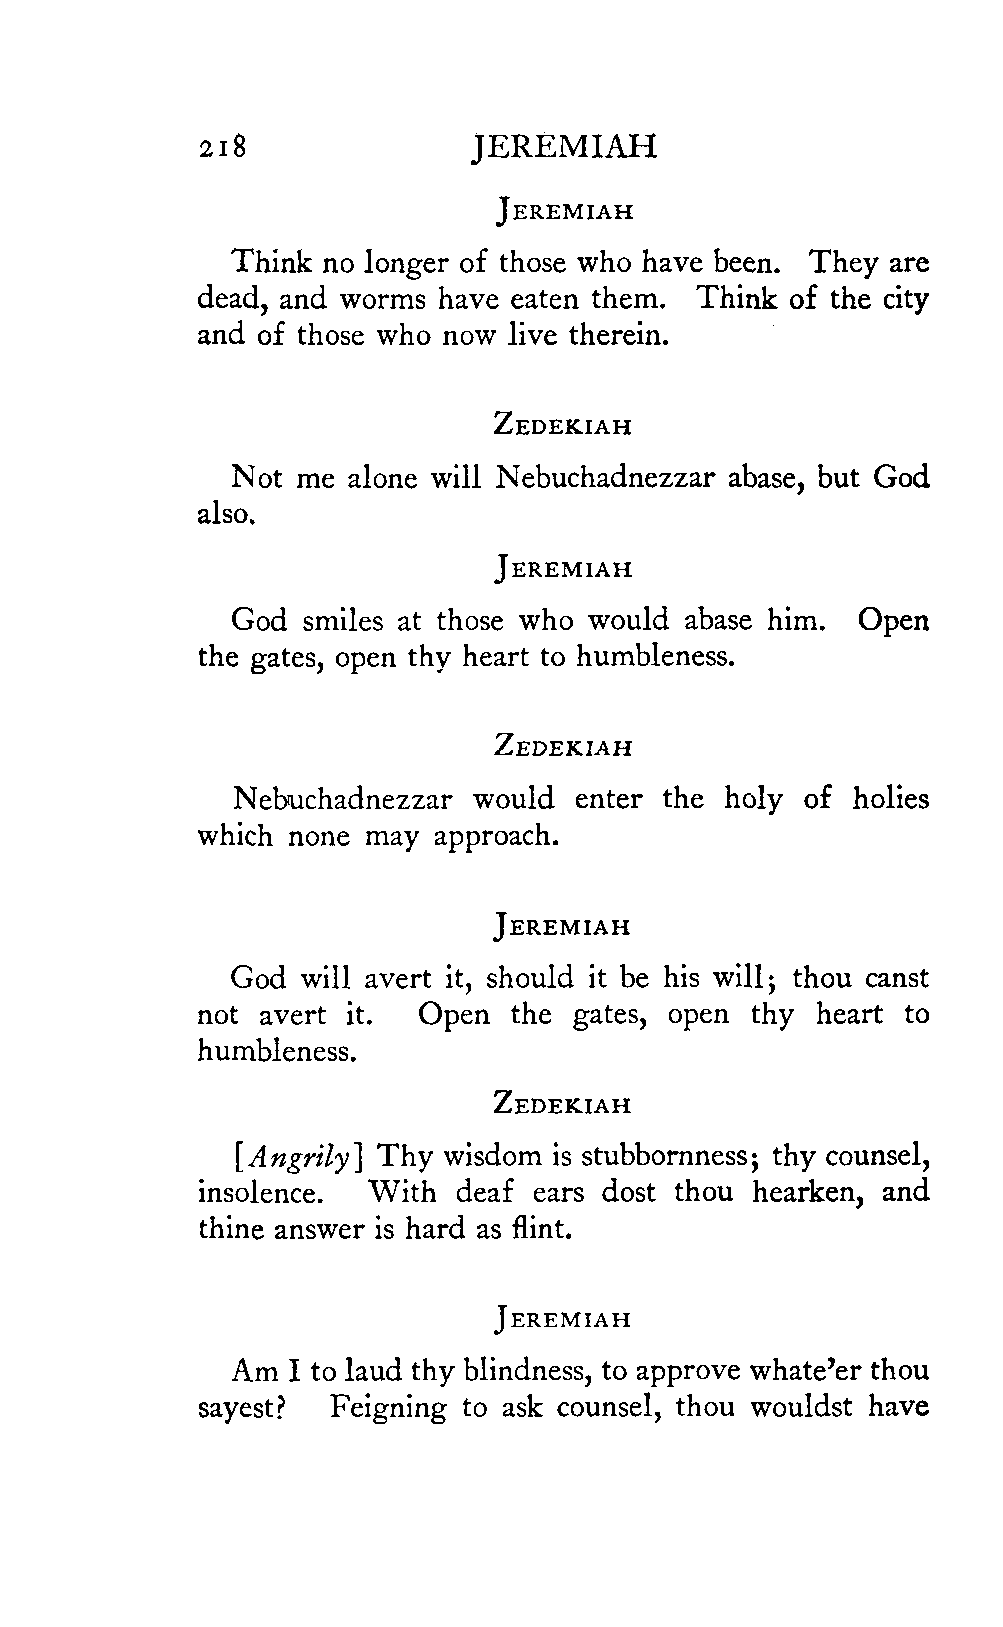 218 JEREMIAH
JEREMIAH
Think no longer of those who have been. They are
dead, and worms have eaten them. Think of the city
and of those who now live therein.
ZEDEKIAH
Not me alone will Nebuchadnezzar abase, but God
also.
JEREMIAH
God smiles at those who would abase him. Open
the gates, open thy heart to humbleness.
ZEDEKIAH
Nebuchadnezzar would enter the holy of holies
which none may approach.
JEREMIAH
God will avert it, should it be his will; thou canst
not avert it. Open the gates, open thy heart to
humbleness.
ZEDEKIAH
[Angrily] Thy wisdom is stubbornness; thy counsel,
insolence. With deaf ears dost thou hearken, and
thine answer is hard as flint.
JEREMIAH
Am I to laud thy blindness, to approve whate'er thou
sayest? Feigning to ask counsel, thou wouldst have